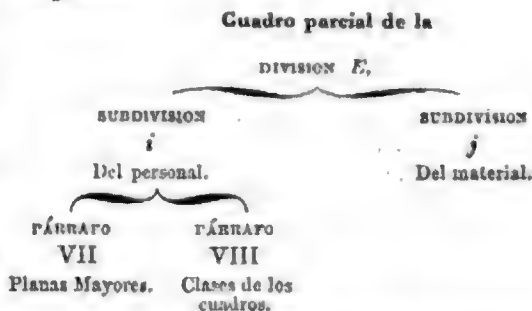 Cuadro parcial de la
DIVISION E,
SUBDIVISION
i
Del personal.
SUBDIVISION
j
Del material.
PÁRRAFO
VII
Planas Mayores.
PÁRRAFO
VIII
Clases de los
cuadros.